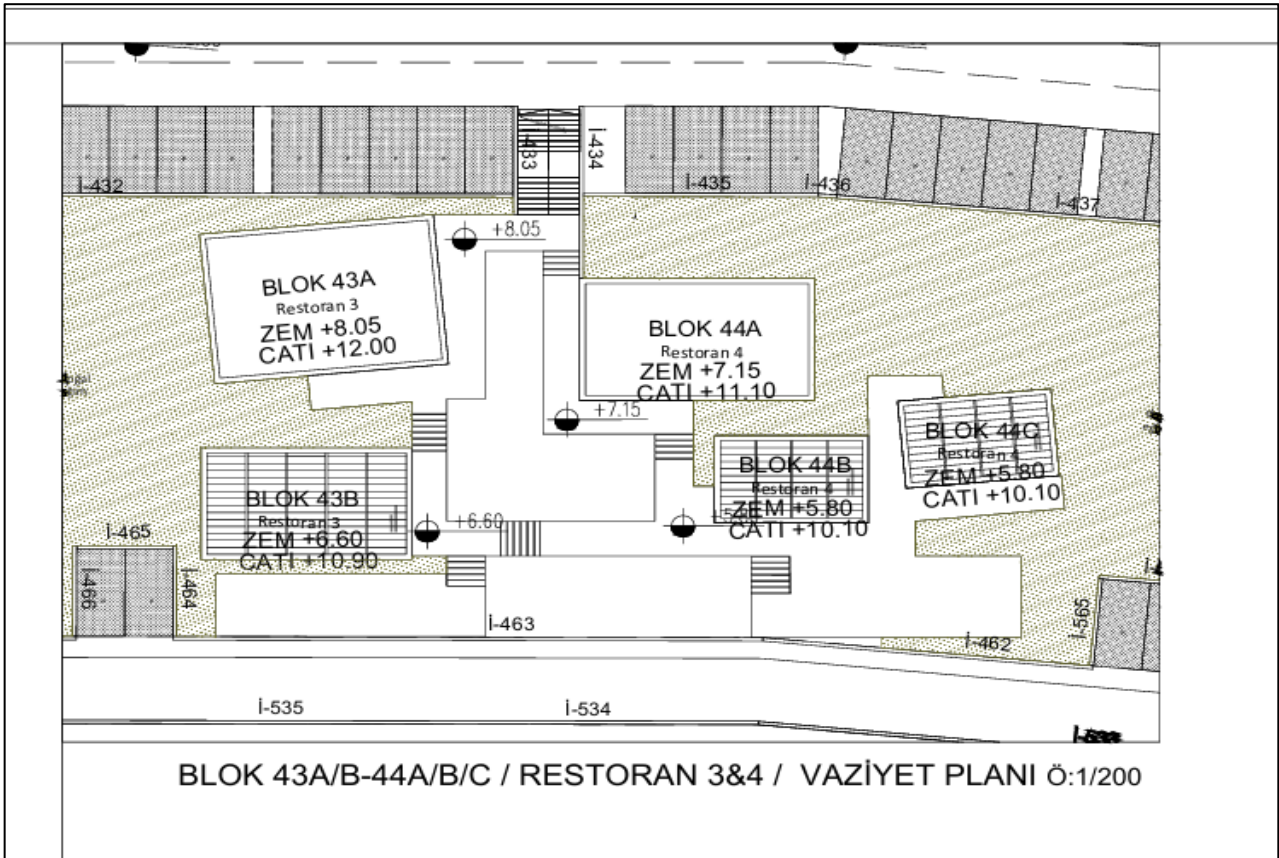 İ-433
İ-434
İ-432
İ-435
İ-436
İ-437
+8.05
BLOK 43A
Restoran 3
ZEM +8.05
CATI +12.00
BLOK 44A
Restoran 4
ZEM +7.15
CATI +11.10
+7.15
BLOK 44C
Restoran 4
ZEM +5.80
CATI +10.10
BLOK 44B
Restoran 4
ZEM +5.80
CATI +10.10
BLOK 43B
Restoran 3
ZEM +6.60
CATI +10.90
+6.60
İ-465
İ-466
İ-464
İ-463
İ-462
İ-565
İ-535
İ-534
BLOK 43A/B-44A/B/C / RESTORAN 3&4 / VAZİYET PLANI Ö:1/200